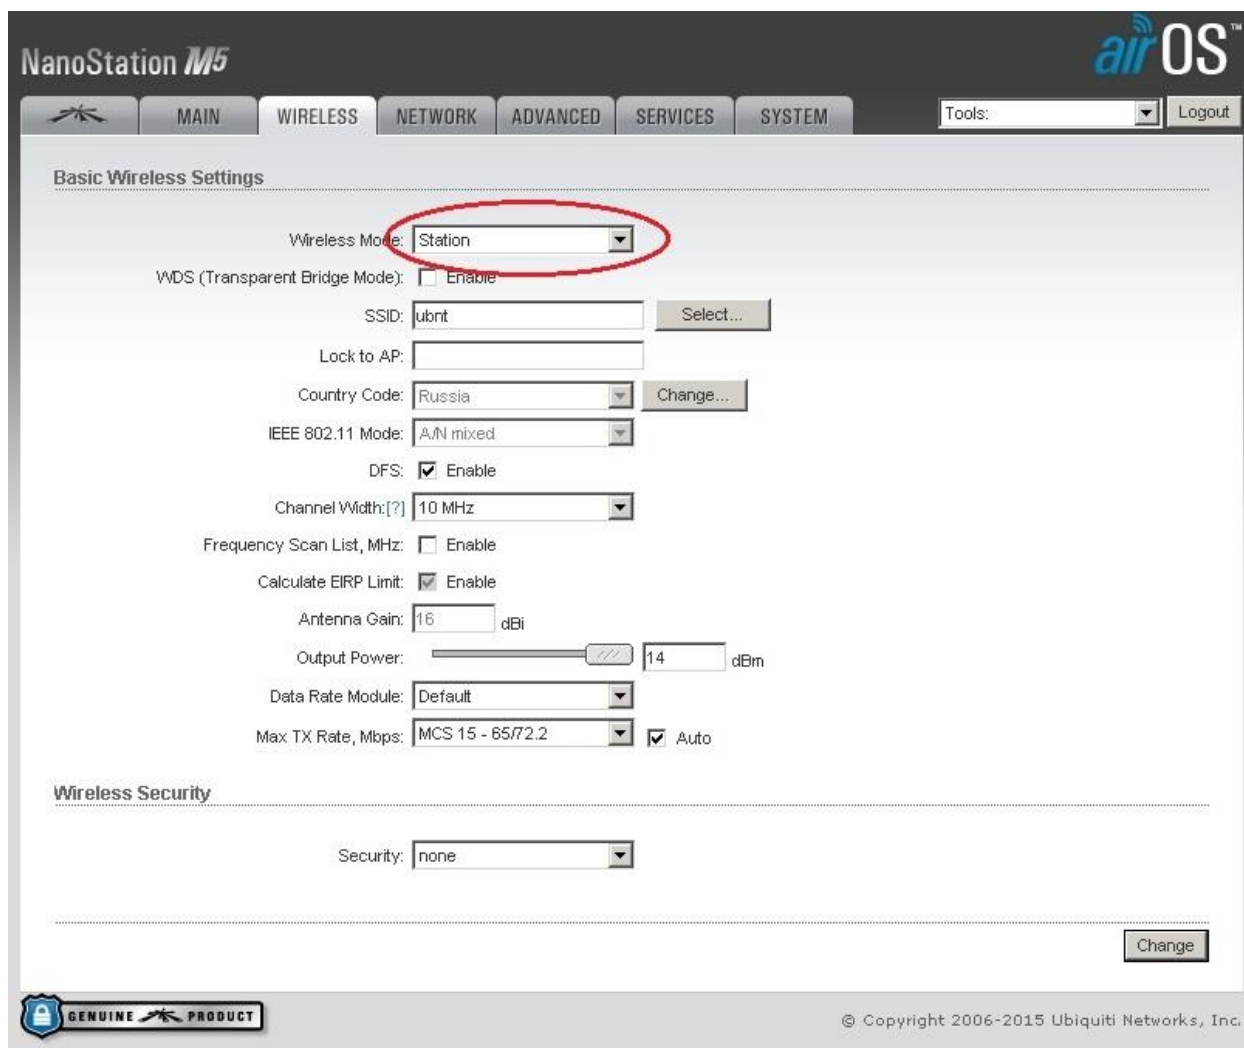 NanoStation M5
airOS™
MAIN WIRELESS NETWORK ADVANCED SERVICES SYSTEM Tools: Logout
Basic Wireless Settings
Wireless Mode: Station
WDS (Transparent Bridge Mode): Enable
SSID: ubnt Select...
Lock to AP:
Country Code: Russia Change...
IEEE 802.11 Mode: A/N mixed
DFS: Enable
Channel Width:[?] 10 MHz
Frequency Scan List, MHz: Enable
Calculate EIRP Limit: Enable
Antenna Gain: 16 dBi
Output Power: 14 dBm
Data Rate Module: Default
Max TX Rate, Mbps: MCS 15 - 65/72.2 Auto
Wireless Security
Security: none
Change
GENUINE PRODUCT
© Copyright 2006-2015 Ubiquiti Networks, Inc.